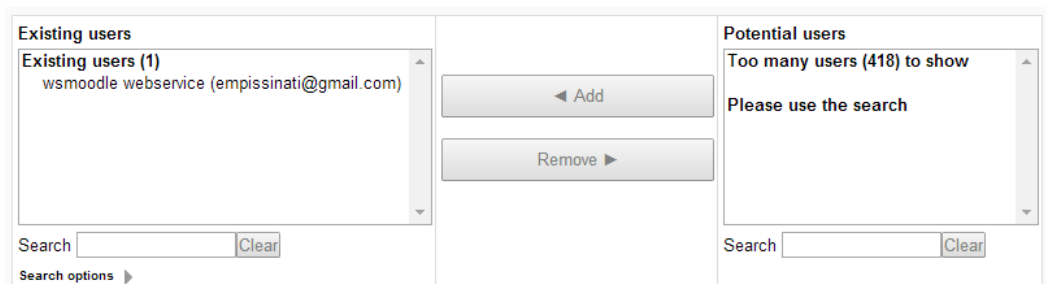 Existing users
Existing users (1)
wsmoodle webservice (empissinati@gmail.com)
Search Clear
Search options
◄ Add
Remove ►
Potential users
Too many users (418) to show
Please use the search
Search Clear